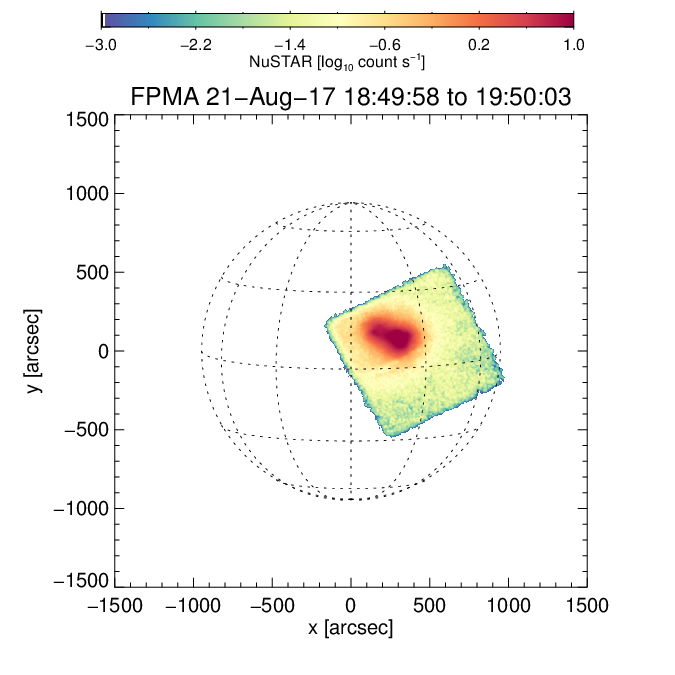 −3.0 −2.2 −1.4 −0.6 0.2 1.0
NuSTAR [log₁₀ count s⁻¹]
FPMA 21−Aug−17 18:49:58 to 19:50:03
1500
1000
500
0
−500
−1000
−1500
y [arcsec]
−1500 −1000 −500 0 500 1000 1500
x [arcsec]